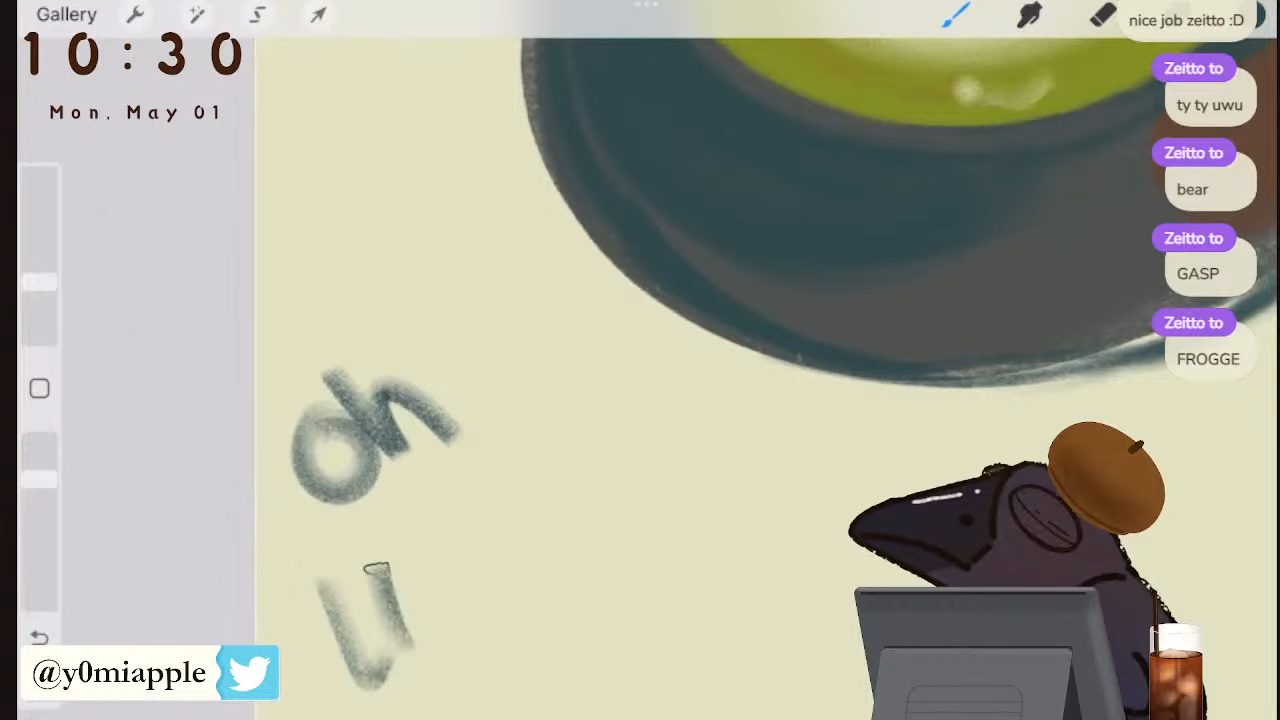 Gallery
10:30
Mon, May 01
nice job zeitto :D
Zeitto to
ty ty uwu
Zeitto to
bear
Zeitto to
GASP
Zeitto to
FROGGE
oh
u
@y0miapple